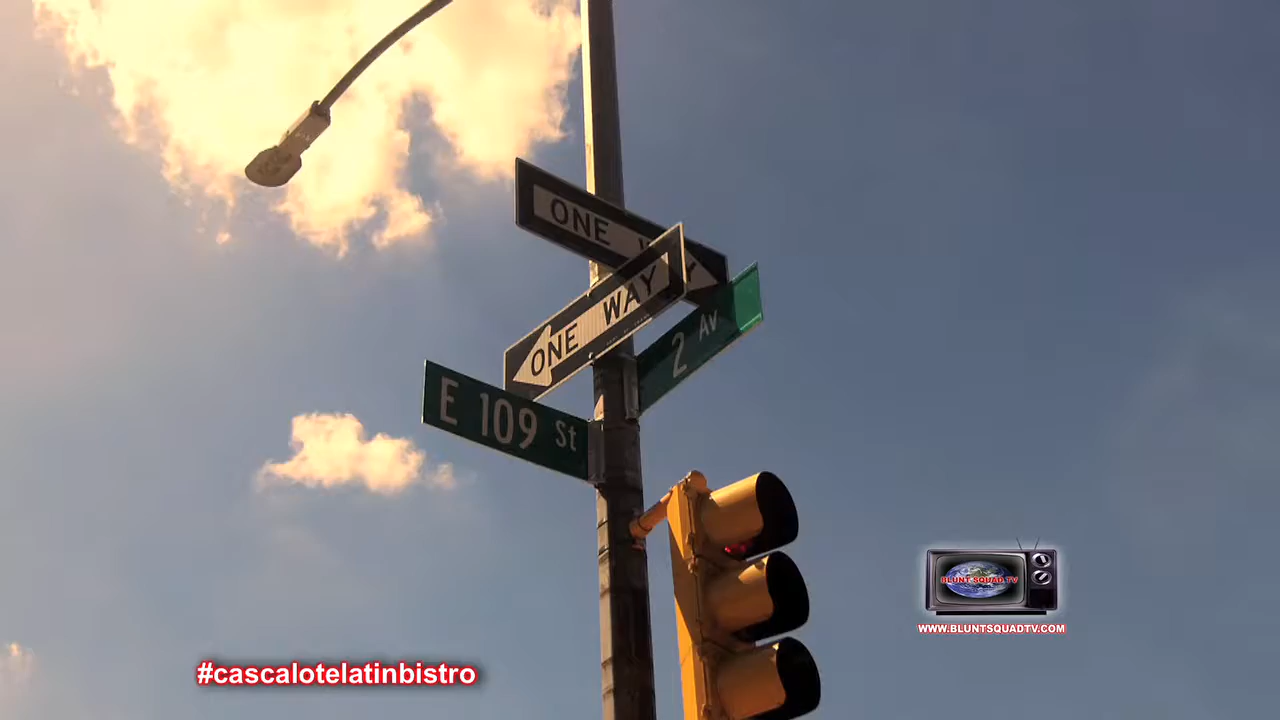 ONE WAY
ONE WAY
2 Av
E 109 St
BLUNT SQUAD TV
WWW.BLUNTSQUADTV.COM
#cascalotelatinbistro